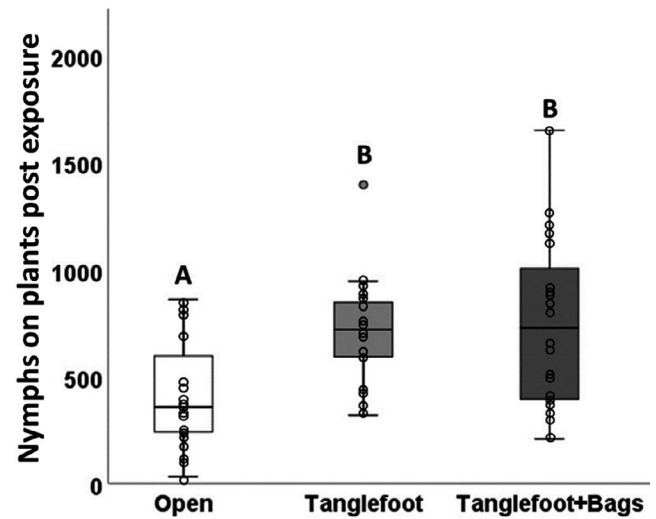 Nymphs on plants post exposure
2000
1500
1000
500
0
A
B
B
Open Tanglefoot Tanglefoot+Bags